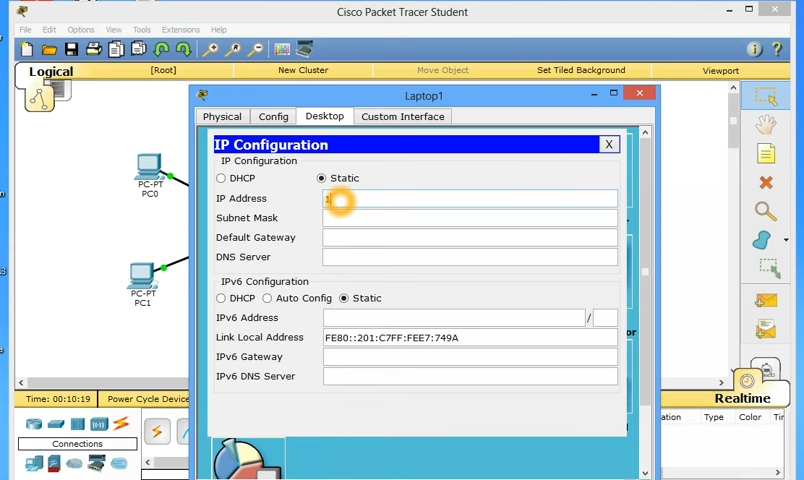 Cisco Packet Tracer Student
File Edit Options View Tools Extensions Help
Logical [Root] New Cluster Move Object Set Tiled Background Viewport
Laptop1
Physical Config Desktop Custom Interface
IP Configuration X
IP Configuration
DHCP Static
IP Address 1
Subnet Mask
Default Gateway
DNS Server
IPv6 Configuration
DHCP Auto Config Static
IPv6 Address /
Link Local Address FE80::201:C7FF:FEE7:749A
IPv6 Gateway
IPv6 DNS Server
PC-PT
PC0
PC-PT
PC1
Time: 00:10:19 Power Cycle Device
Realtime
Connections
Type Color